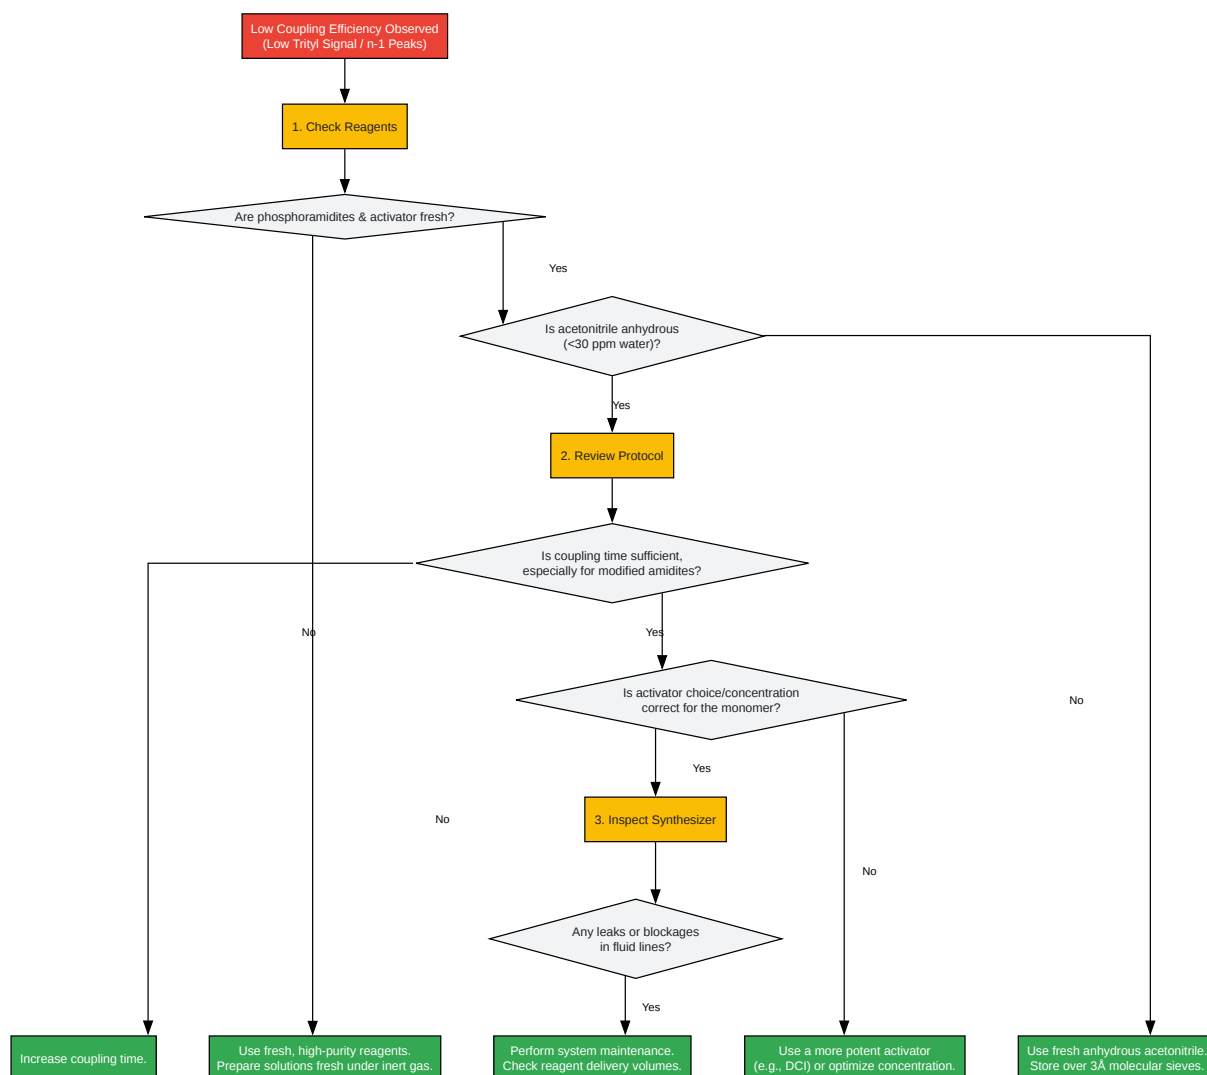 Low Coupling Efficiency Observed
(Low Trityl Signal / n-1 Peaks)
1. Check Reagents
Are phosphoramidites & activator fresh?
Yes
Is acetonitrile anhydrous
(<30 ppm water)?
Yes
2. Review Protocol
Is coupling time sufficient,
especially for modified amidites?
No
Yes
Is activator choice/concentration
correct for the monomer?
No
Yes
3. Inspect Synthesizer
No
No
Any leaks or blockages
in fluid lines?
Yes
Increase coupling time.
Use fresh, high-purity reagents.
Prepare solutions fresh under inert gas.
Perform system maintenance.
Check reagent delivery volumes.
Use a more potent activator
(e.g., DCI) or optimize concentration.
Use fresh anhydrous acetonitrile.
Store over 3Å molecular sieves.